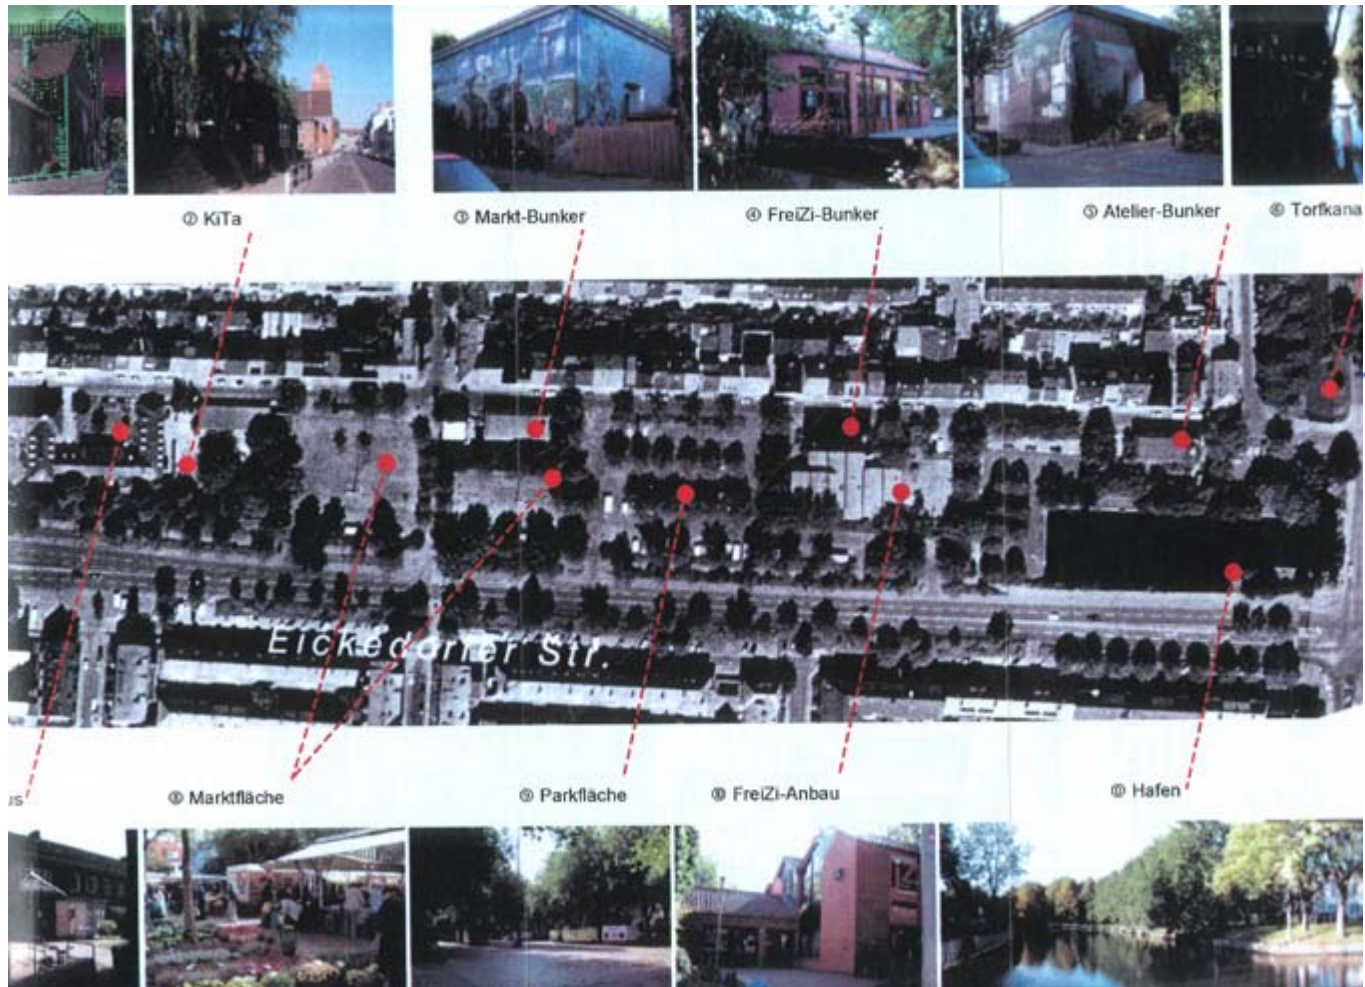 ② KiTa
③ Markt-Bunker
④ FreiZi-Bunker
⑤ Atelier-Bunker
⑥ Torfkana
Eickedorfer Str.
us
⑧ Marktfläche
⑨ Parkfläche
⑩ FreiZi-Anbau
Hafen